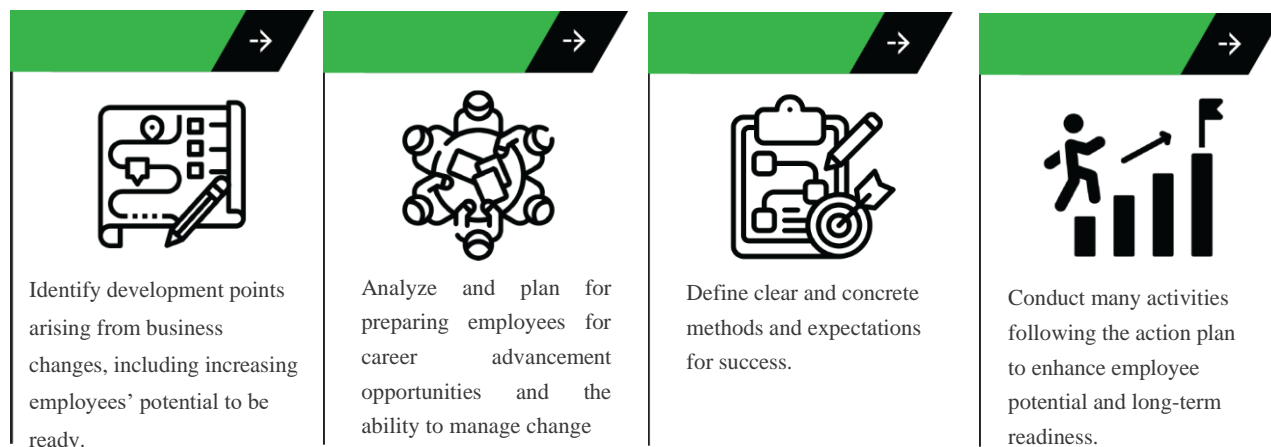 Identify development points
arising from business
changes, including increasing
employees’ potential to be
ready.
Analyze and plan for
preparing employees for
career advancement
opportunities and the
ability to manage change
Define clear and concrete
methods and expectations
for success.
Conduct many activities
following the action plan
to enhance employee
potential and long-term
readiness.